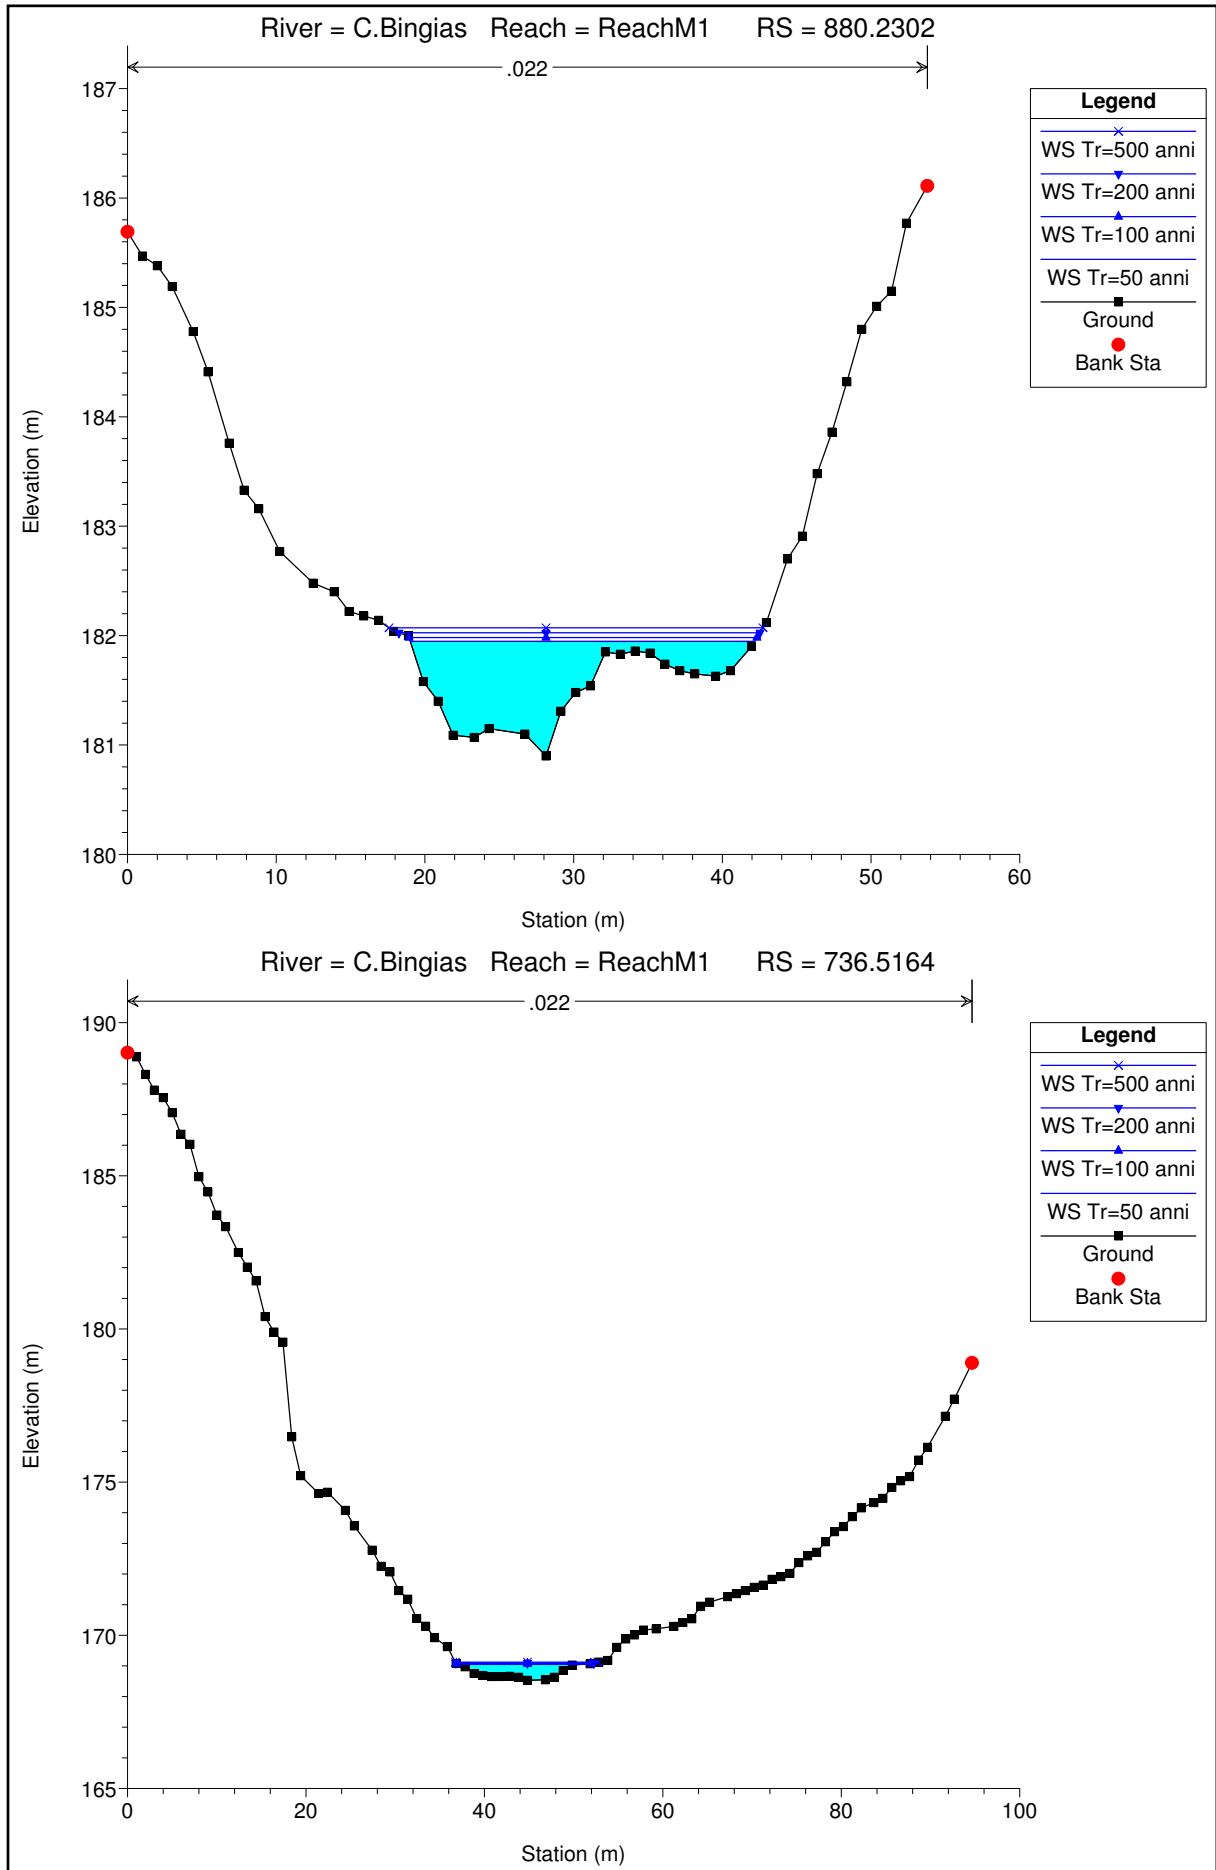 River = C.Bingias Reach = ReachM1 RS = 880.2302
.022
187
186
185
184
183
182
181
180
0 10 20 30 40 50 60
Station (m)
Elevation (m)
Legend
WS Tr=500 anni
WS Tr=200 anni
WS Tr=100 anni
WS Tr=50 anni
Ground
Bank Sta
River = C.Bingias Reach = ReachM1 RS = 736.5164
.022
190
185
180
175
170
165
0 20 40 60 80 100
Station (m)
Elevation (m)
Legend
WS Tr=500 anni
WS Tr=200 anni
WS Tr=100 anni
WS Tr=50 anni
Ground
Bank Sta